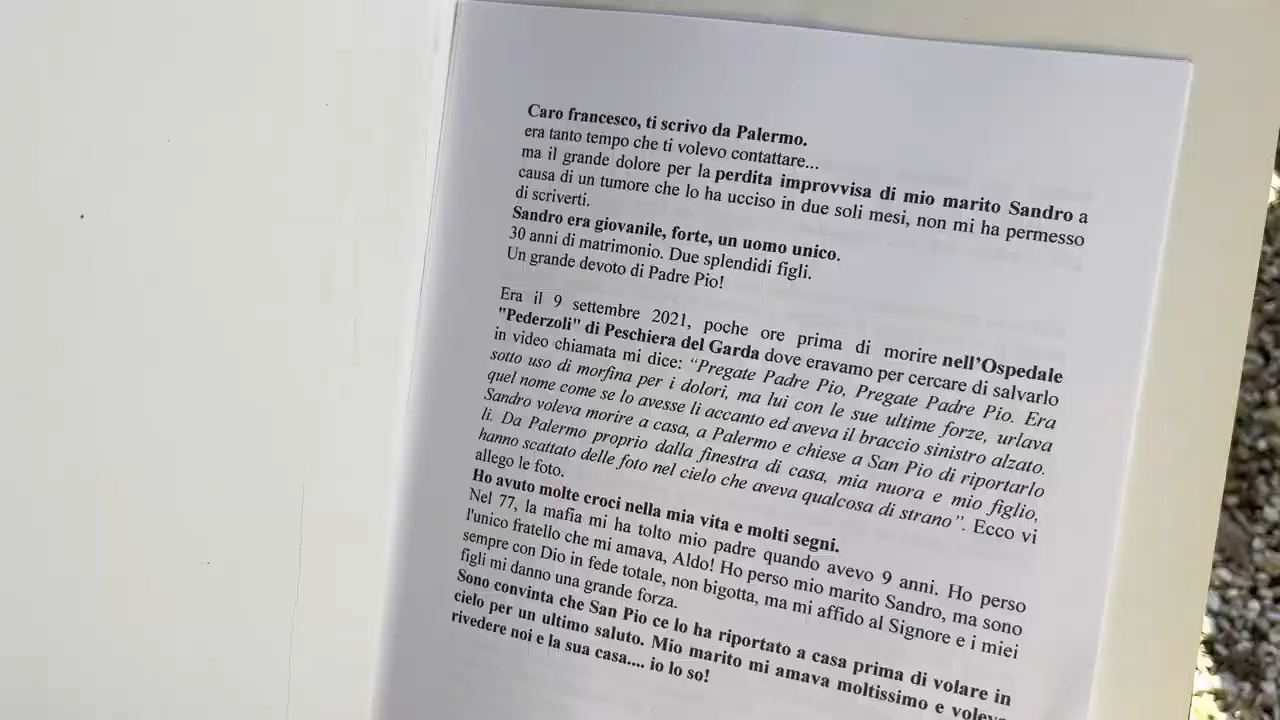 Caro francesco, ti scrivo da Palermo.
era tanto tempo che ti volevo contattare...
ma il grande dolore per la perdita improvvisa di mio marito Sandro a
causa di un tumore che lo ha ucciso in due soli mesi, non mi ha permesso
di scriverti.
Sandro era giovanile, forte, un uomo unico.
30 anni di matrimonio. Due splendidi figli.
Un grande devoto di Padre Pio!
Era il 9 settembre 2021, poche ore prima di morire nell'Ospedale
"Pederzoli" di Peschiera del Garda dove eravamo per cercare di salvarlo
in video chiamata mi dice: “Pregate Padre Pio, Pregate Padre Pio. Era
sotto uso di morfina per i dolori, ma lui con le sue ultime forze, urlava
quel nome come se lo avesse li accanto ed aveva il braccio sinistro alzato.
Sandro voleva morire a casa, a Palermo e chiese a San Pio di riportarlo
li. Da Palermo proprio dalla finestra di casa, mia nuora e mio figlio,
hanno scattato delle foto nel cielo che aveva qualcosa di strano”. Ecco vi
allego le foto.
Ho avuto molte croci nella mia vita e molti segni.
Nel 77, la mafia mi ha tolto mio padre quando avevo 9 anni. Ho perso
l'unico fratello che mi amava, Aldo! Ho perso mio marito Sandro, ma sono
sempre con Dio in fede totale, non bigotta, ma mi affido al Signore e i miei
figli mi danno una grande forza.
Sono convinta che San Pio ce lo ha riportato a casa prima di volare in
cielo per un ultimo saluto. Mio marito mi amava moltissimo e voleva
rivedere noi e la sua casa.... io lo so!